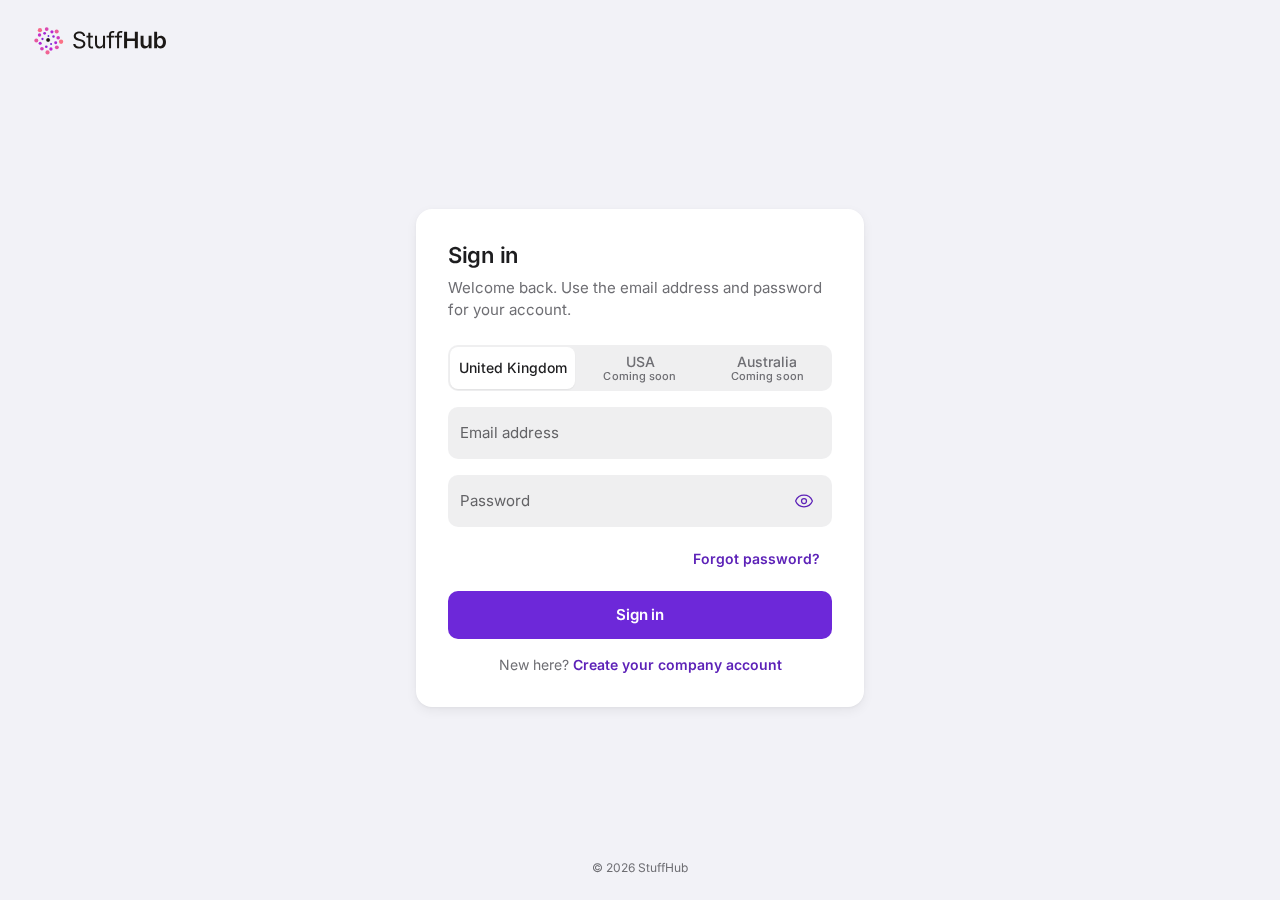 StuffHub
Sign in
Welcome back. Use the email address and password
for your account.
United Kingdom
USA
Coming soon
Australia
Coming soon
Email address
Password
Forgot password?
Sign in
New here? Create your company account
© 2026 StuffHub